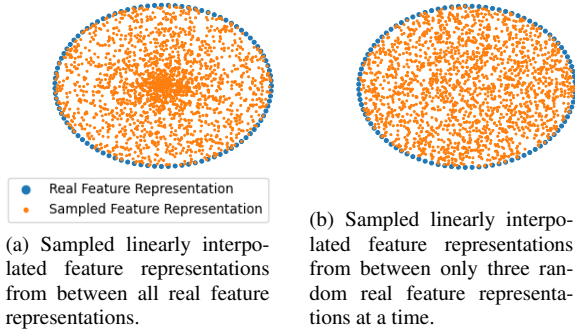 Real Feature Representation
Sampled Feature Representation
(a) Sampled linearly interpo-
lated feature representations
from between all real feature
representations.
(b) Sampled linearly interpo-
lated feature representations
from between only three ran-
dom real feature representa-
tions at a time.